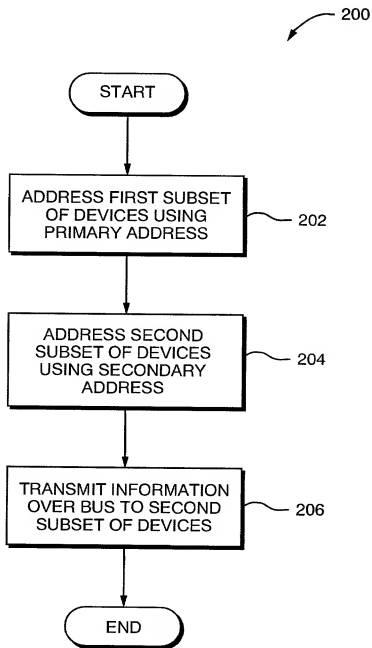 200
START
ADDRESS FIRST SUBSET
OF DEVICES USING
PRIMARY ADDRESS
202
ADDRESS SECOND
SUBSET OF DEVICES
USING SECONDARY
ADDRESS
204
TRANSMIT INFORMATION
OVER BUS TO SECOND
SUBSET OF DEVICES
206
END